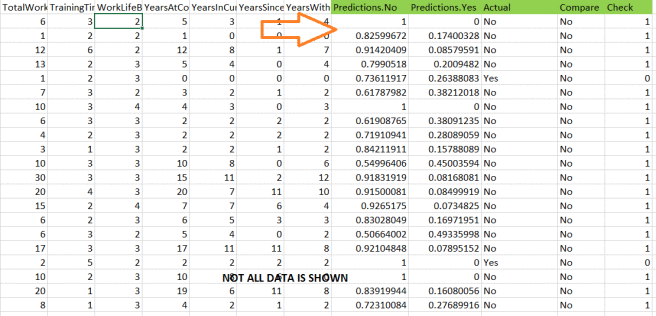 TotalWork TrainingTir WorkLifeB YearsAtCo YearsInCur YearsSince YearsWith Predictions.No Predictions.Yes Actual Compare Check
6 3 2 5 3 1 4 1 0 No No 1
1 2 3 1 0 0 0 0.82599672 0.17400328 No No 1
12 6 2 12 8 1 7 0.91420409 0.08579591 No No 1
13 2 3 5 4 0 4 0.7990518 0.2009482 No No 1
1 2 3 0 0 0 0 0.73611917 0.26388083 Yes No 0
7 3 2 3 2 1 2 0.61787982 0.38212018 No No 1
10 3 4 4 3 0 3 1 0 No No 1
6 3 3 2 2 2 2 0.61908765 0.38091235 No No 1
4 2 3 2 2 2 2 0.71910941 0.28089059 No No 1
3 1 3 2 2 1 2 0.84211911 0.15788089 No No 1
10 3 3 10 8 0 6 0.54996406 0.45003594 No No 1
30 3 3 15 11 2 12 0.91831919 0.08168081 No No 1
20 4 3 20 7 11 10 0.91500081 0.08499919 No No 1
15 2 4 7 7 6 4 0.9265175 0.0734825 No No 1
6 2 3 6 5 3 3 0.83028049 0.16971951 No No 1
6 3 2 5 4 0 2 0.50664002 0.49335998 No No 1
17 3 3 17 11 11 8 0.92104848 0.07895152 No No 1
2 5 2 2 2 2 2 1 0 Yes No 0
10 2 3 10 NOT ALL DATA IS SHOWN 1 0 No No 1
20 1 3 19 6 11 8 0.83919944 0.16080056 No No 1
8 1 3 4 2 1 2 0.72310084 0.27689916 No No 1